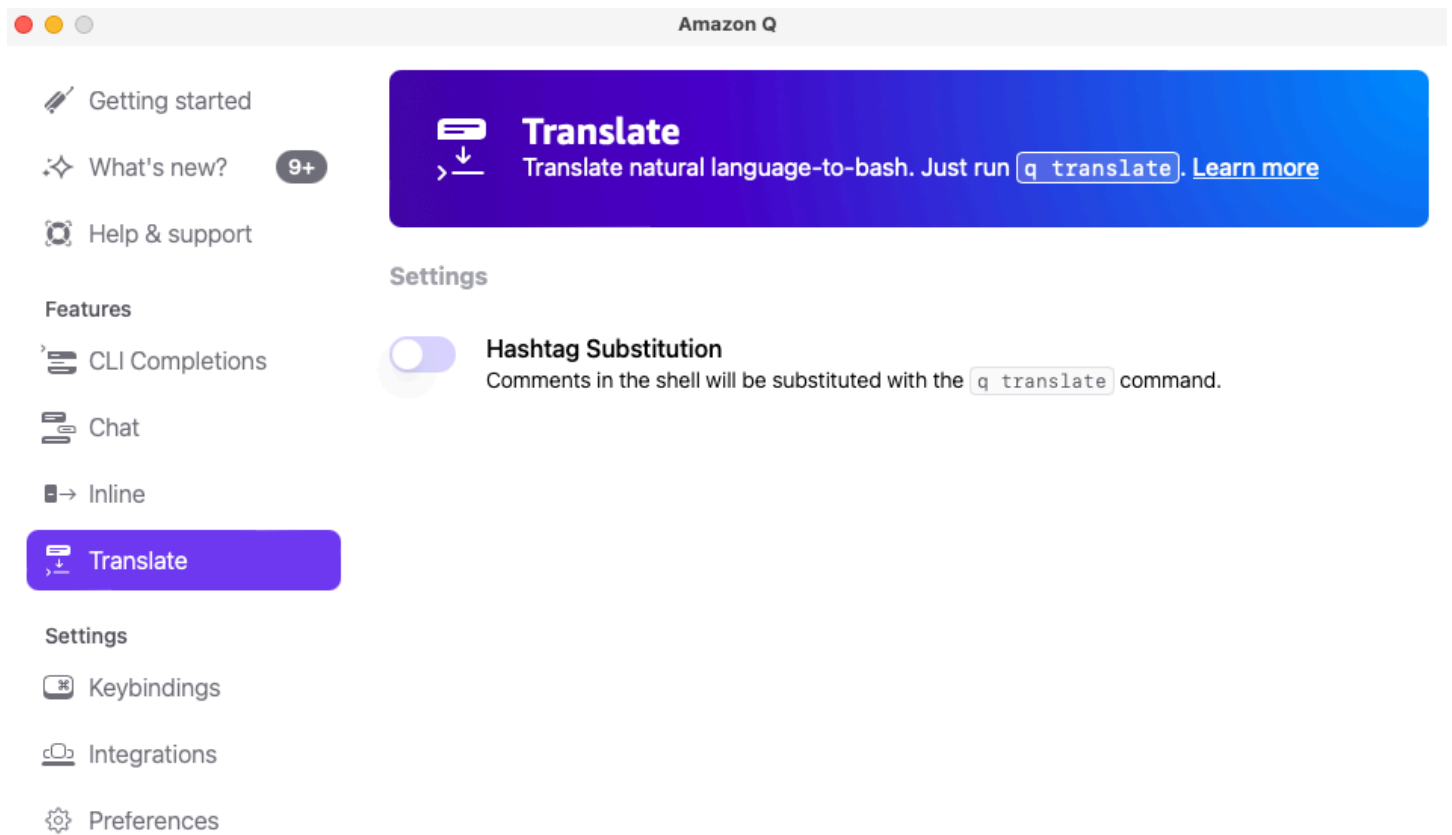 Amazon Q
Getting started
What's new? 9+
Help & support
Features
CLI Completions
Chat
Inline
Translate
Settings
Keybindings
Integrations
Preferences
Translate
Translate natural language-to-bash. Just run q translate. Learn more
Settings
Hashtag Substitution
Comments in the shell will be substituted with the q translate command.